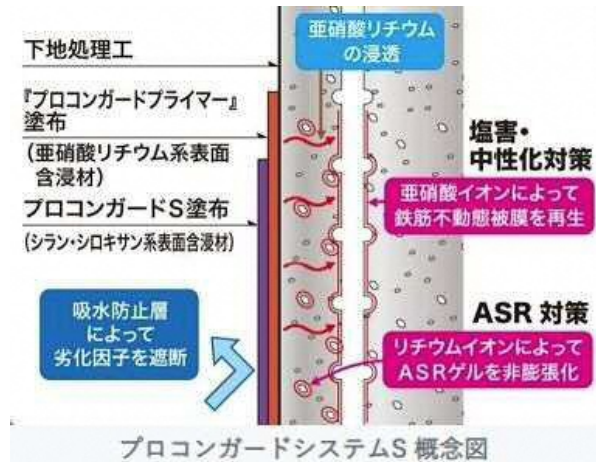 亜硝酸リチウム
の浸透
下地処理工
『プロコンガードプライマー』
塗布
(亜硝酸リチウム系表面
含浸材)
プロコンガードS塗布
(シラン・シロキサン系表面含浸材)
吸水防止層
によって
劣化因子を遮断
塩害・
中性化対策
亜硝酸イオンによって
鉄筋不動態被膜を再生
ASR 対策
リチウムイオンによって
ASRゲルを非膨張化
プロコンガードシステムS 概念図